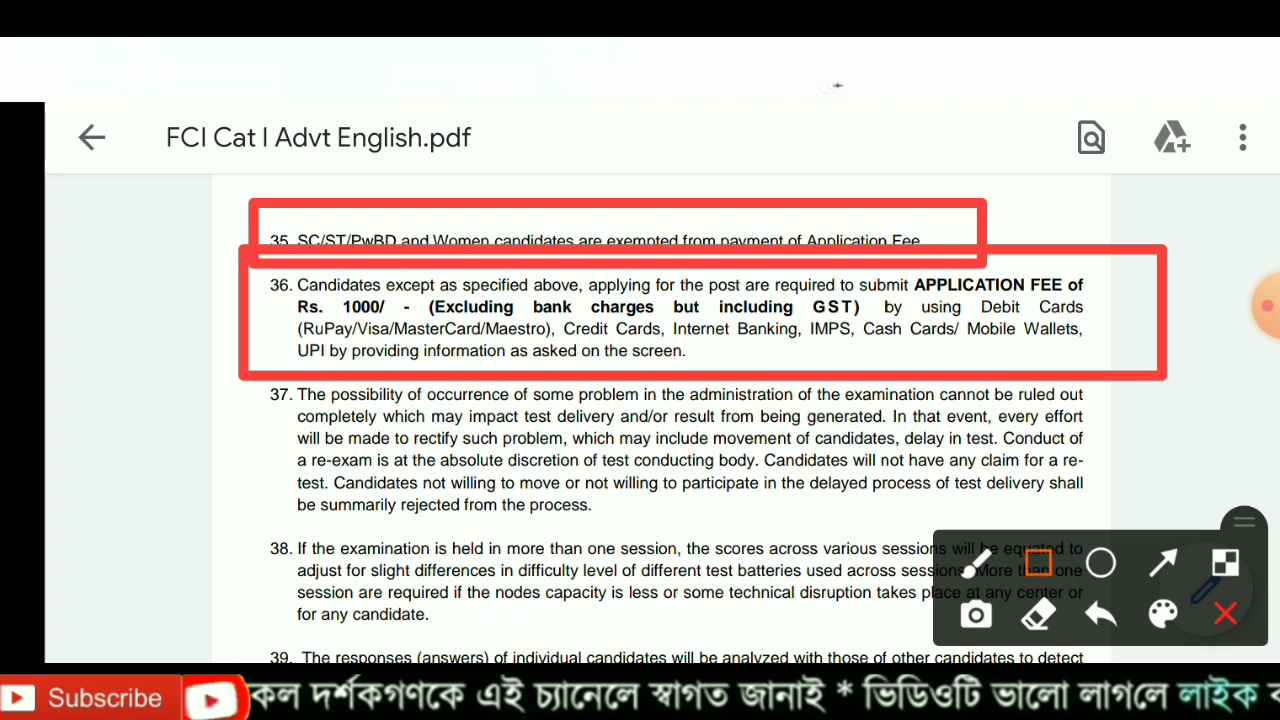 FCI Cat I Advt English.pdf
35. SC/ST/PwBD and Women candidates are exempted from payment of Application Fee
36. Candidates except as specified above, applying for the post are required to submit APPLICATION FEE of
Rs. 1000/ - (Excluding bank charges but including GST) by using Debit Cards
(RuPay/Visa/MasterCard/Maestro), Credit Cards, Internet Banking, IMPS, Cash Cards/ Mobile Wallets,
UPI by providing information as asked on the screen.
37. The possibility of occurrence of some problem in the administration of the examination cannot be ruled out
completely which may impact test delivery and/or result from being generated. In that event, every effort
will be made to rectify such problem, which may include movement of candidates, delay in test. Conduct of
a re-exam is at the absolute discretion of test conducting body. Candidates will not have any claim for a re-
test. Candidates not willing to move or not willing to participate in the delayed process of test delivery shall
be summarily rejected from the process.
38. If the examination is held in more than one session, the scores across various sessions will be equated to
adjust for slight differences in difficulty level of different test batteries used across sessions. More than one
session are required if the nodes capacity is less or some technical disruption takes place at any center or
for any candidate.
39. The responses (answers) of individual candidates will be analyzed with those of other candidates to detect
Subscribe কল দর্শকগণকে এই চ্যানেলে স্বাগত জানাই * ভিডিওটি ভালো লাগলে লাইক